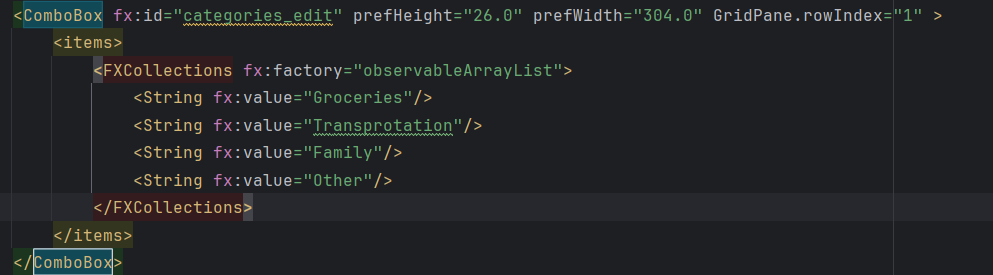 <ComboBox fx:id="categories_edit" prefHeight="26.0" prefWidth="304.0" GridPane.rowIndex="1" >
<items>
<FXCollections fx:factory="observableArrayList">
<String fx:value="Groceries"/>
<String fx:value="Transprotation"/>
<String fx:value="Family"/>
<String fx:value="Other"/>
</FXCollections>
</items>
</ComboBox>